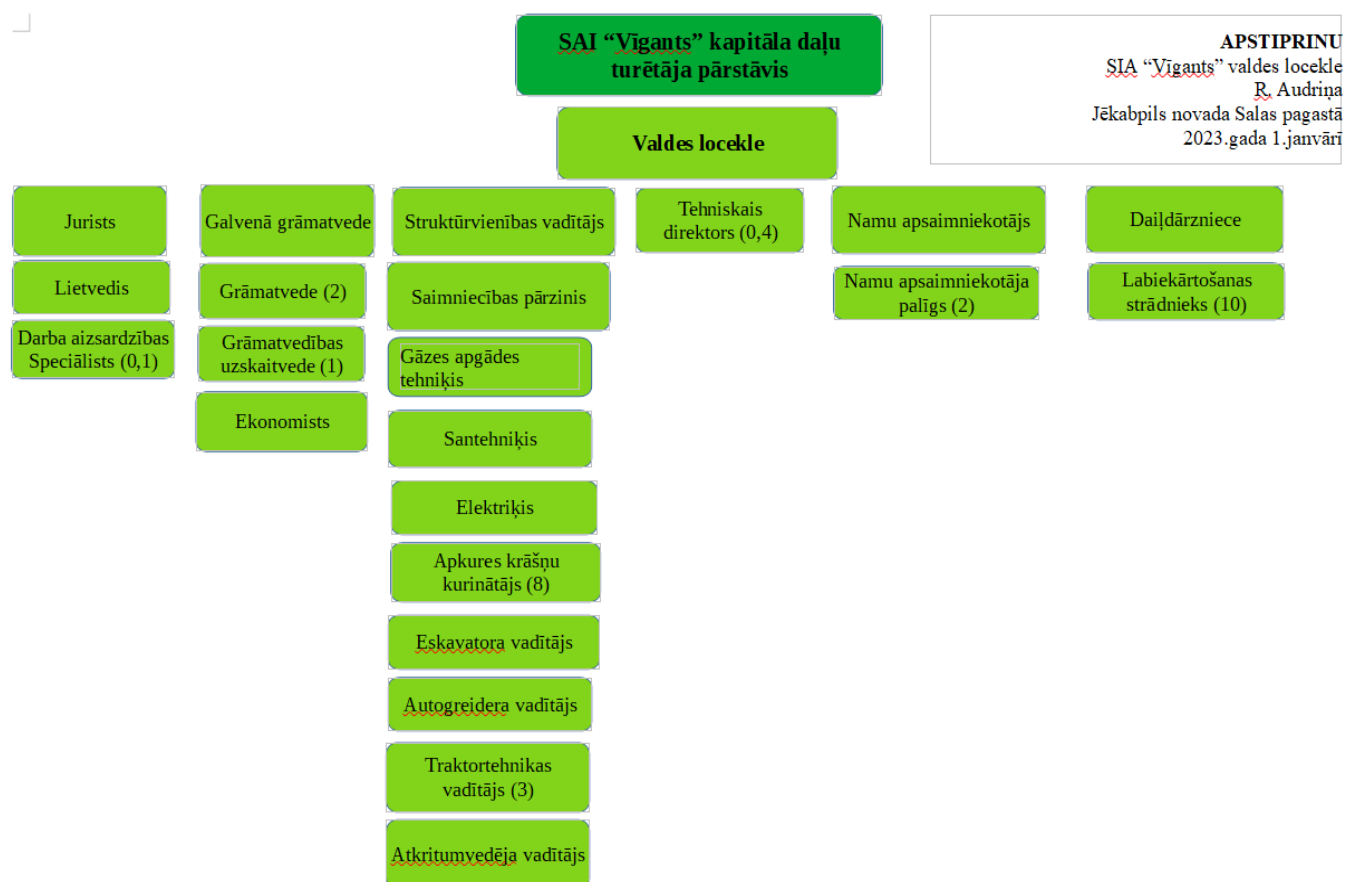 SAI “Vīgants” kapitāla daļu
turētāja pārstāvis
APSTIPRINU
SIA “Vīgants” valdes locekle
R. Audriņa
Jēkabpils novada Salas pagastā
2023.gada 1.janvārī
Valdes locekle
Jurists
Lietvedis
Darba aizsardzības
Speciālists (0,1)
Galvenā grāmatvede
Grāmatvede (2)
Grāmatvedības
uzskaitvede (1)
Ekonomists
Struktūrvienības vadītājs
Saimniecības pārzinis
Gāzes apgādes
tehniķis
Santehniķis
Elektriķis
Apkures krāšņu
kurinātājs (8)
Eskavatora vadītājs
Autogreidera vadītājs
Traktortehnikas
vadītājs (3)
Atkritumvedēja vadītājs
Tehniskais
direktors (0,4)
Namu apsaimniekotājs
Namu apsaimniekotāja
palīgs (2)
Daiļdārzniece
Labiekārtošanas
strādnieks (10)